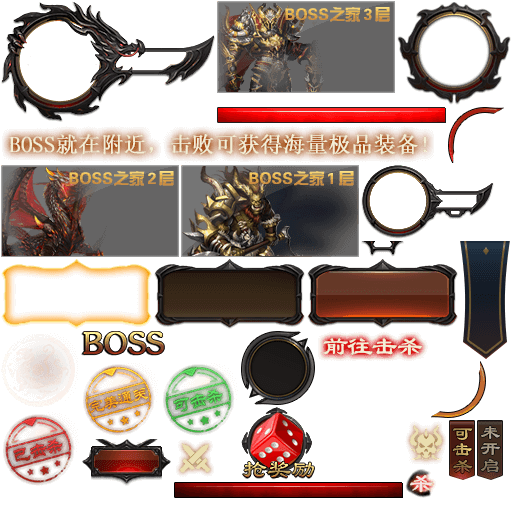 BOSS之家3层
BOSS就在附近，击败可获得海量极品装备！
BOSS之家2层
BOSS之家1层
BOSS
前往击杀
可击杀
已击杀
抢奖励
可击杀
未开启
杀